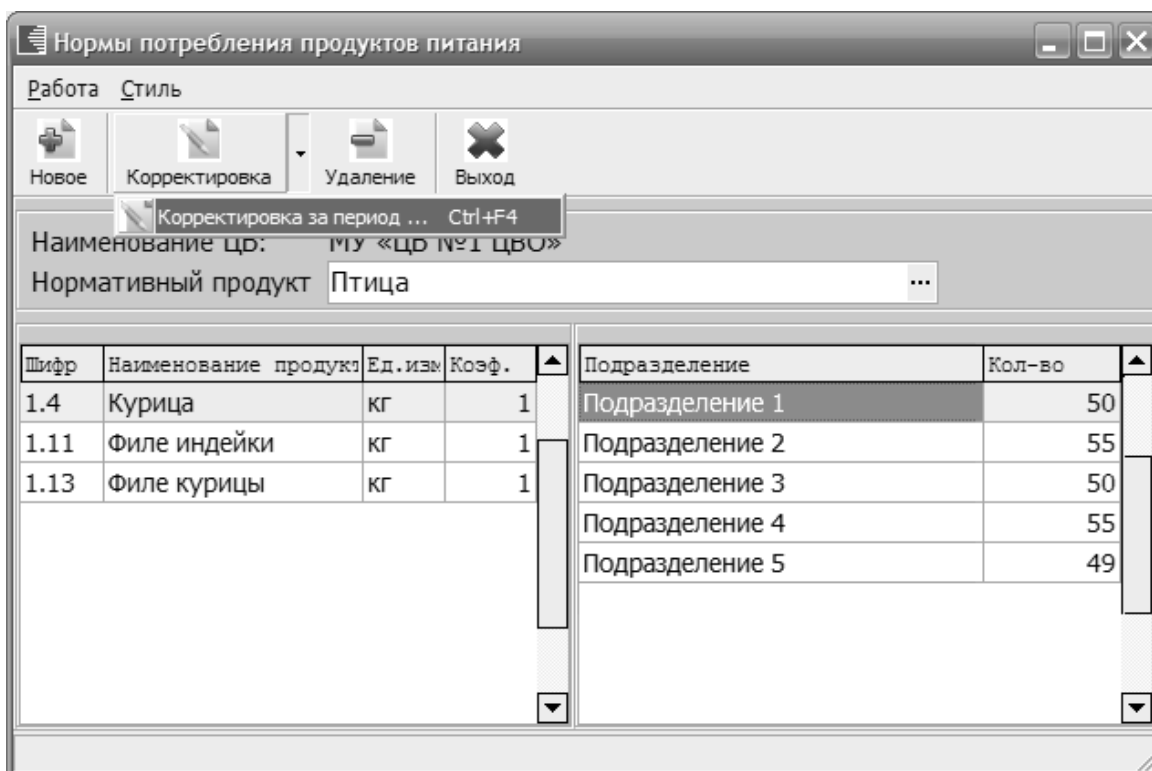 Нормы потребления продуктов питания
Работа Стиль
Новое Корректировка Удаление Выход
Корректировка за период ... Ctrl+F4
Наименование ЦБ: МУ «ЦБ №1 ЦВО»
Нормативный продукт Птица ...
Шифр Наименование продукт Ед.изм Коэф. Подразделение Кол-во
1.4 Курица кг 1 Подразделение 1 50
1.11 Филе индейки кг 1 Подразделение 2 55
1.13 Филе курицы кг 1 Подразделение 3 50
Подразделение 4 55
Подразделение 5 49